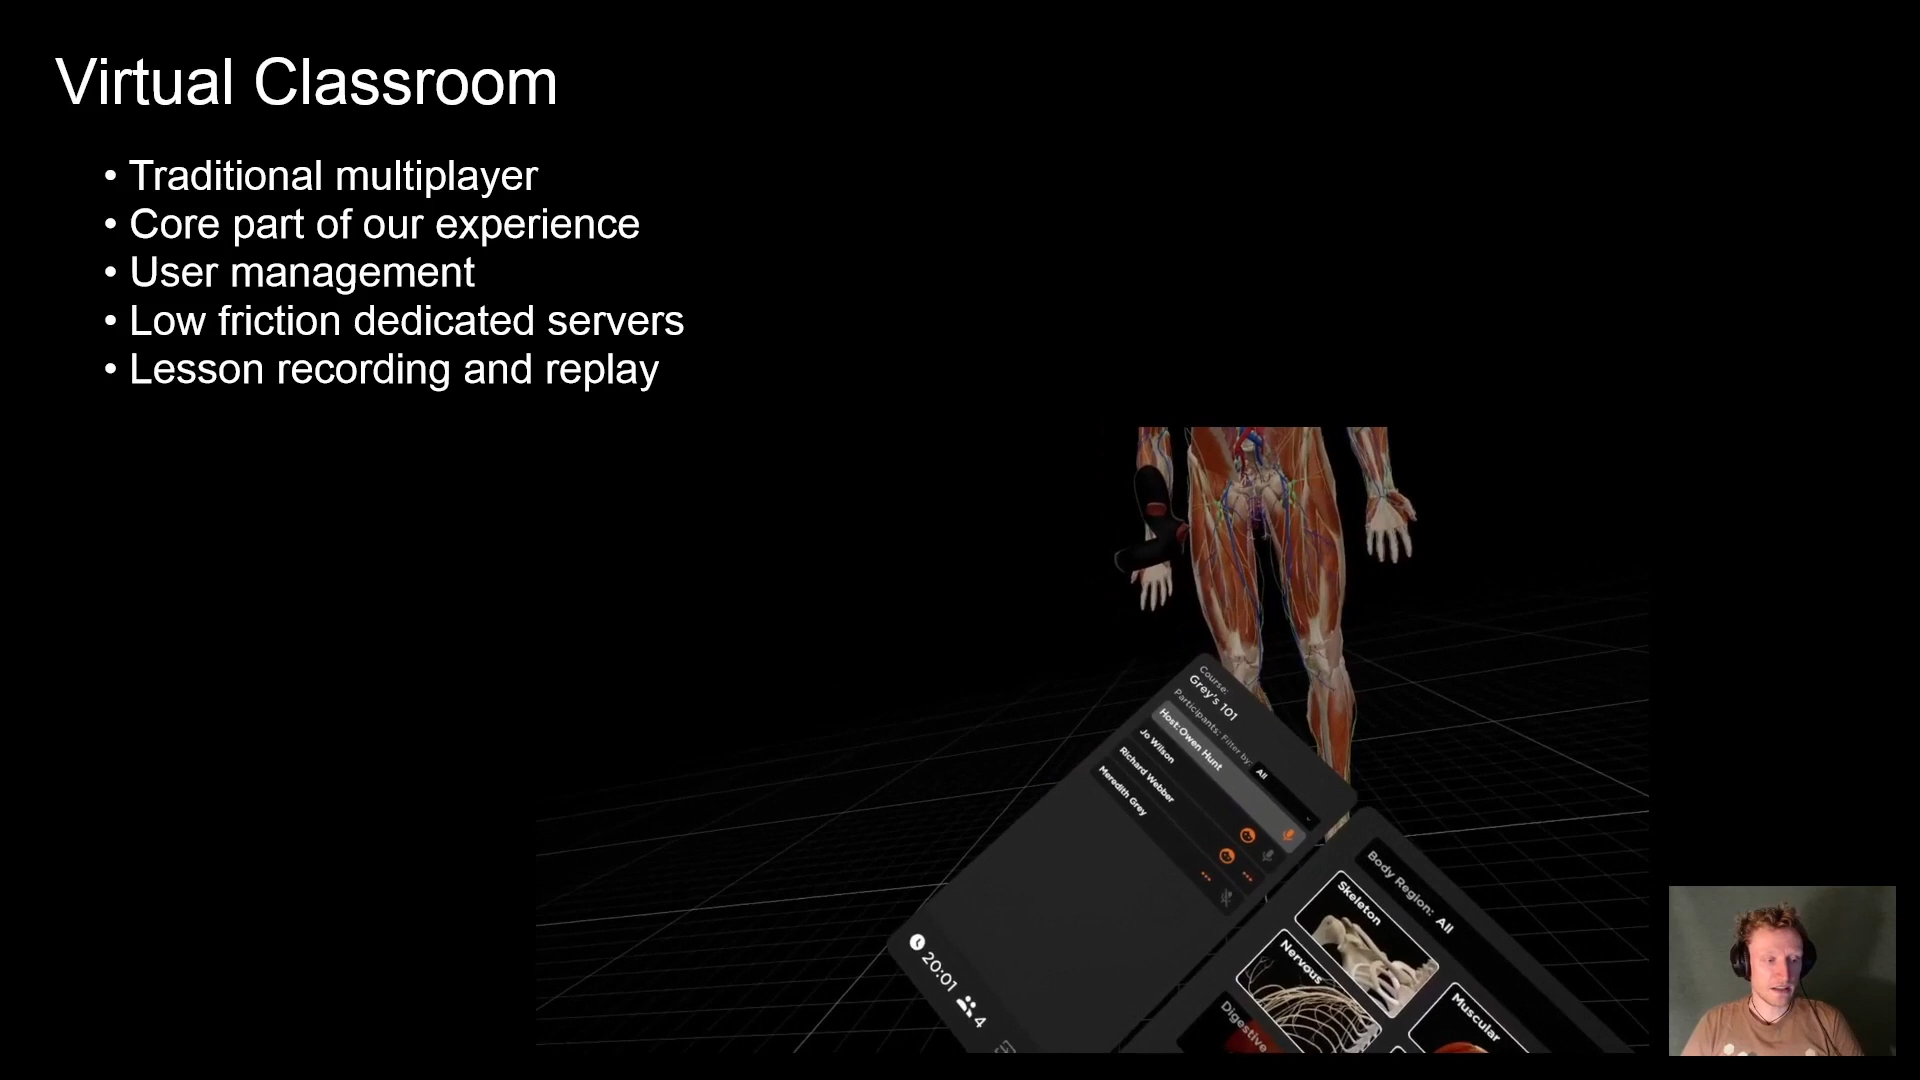 Virtual Classroom
• Traditional multiplayer
• Core part of our experience
• User management
• Low friction dedicated servers
• Lesson recording and replay
Course:
Grey's 101
Participants: Filter by: All
Host: Owen Hunt
Jo Wilson
Richard Webber
Meredith Grey
20:01 4
Body Region: All
Skeleton
Nervous
Muscular
Digestive